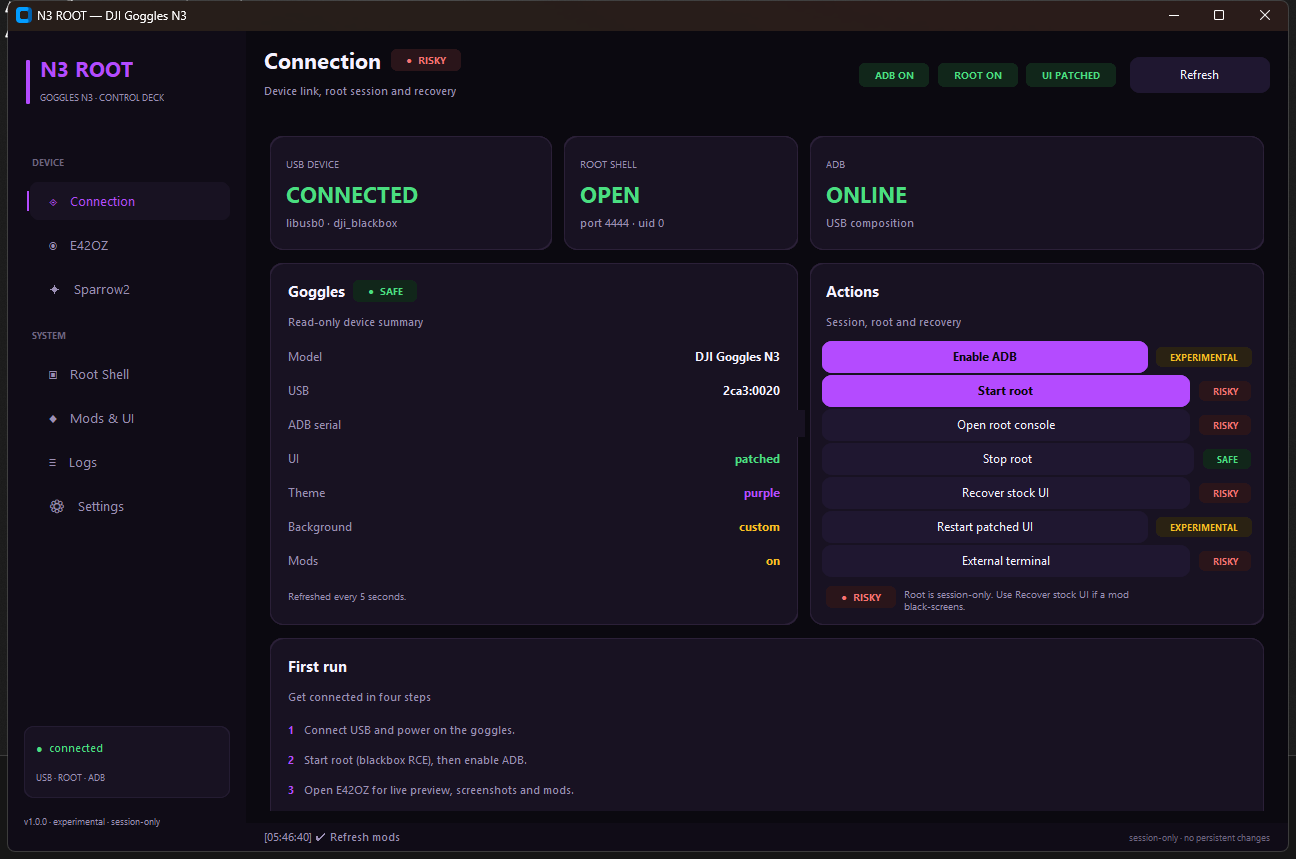 N3 ROOT — DJI Goggles N3
N3 ROOT
GOGGLES N3 · CONTROL DECK
DEVICE
Connection
E42OZ
Sparrow2
SYSTEM
Root Shell
Mods & UI
Logs
Settings
connected
USB · ROOT · ADB
v1.0.0 · experimental · session-only
Connection
RISKY
Device link, root session and recovery
ADB ON
ROOT ON
UI PATCHED
Refresh
USB DEVICE
CONNECTED
libusb0 · dji_blackbox
ROOT SHELL
OPEN
port 4444 · uid 0
ADB
ONLINE
USB composition
Goggles
SAFE
Read-only device summary
Model DJI Goggles N3
USB 2ca3:0020
ADB serial
UI patched
Theme purple
Background custom
Mods on
Refreshed every 5 seconds.
Actions
Session, root and recovery
Enable ADB EXPERIMENTAL
Start root RISKY
Open root console RISKY
Stop root SAFE
Recover stock UI RISKY
Restart patched UI EXPERIMENTAL
External terminal RISKY
RISKY
Root is session-only. Use Recover stock UI if a mod
black-screens.
First run
Get connected in four steps
1 Connect USB and power on the goggles.
2 Start root (blackbox RCE), then enable ADB.
3 Open E42OZ for live preview, screenshots and mods.
[05:46:40] ✓ Refresh mods
session-only · no persistent changes